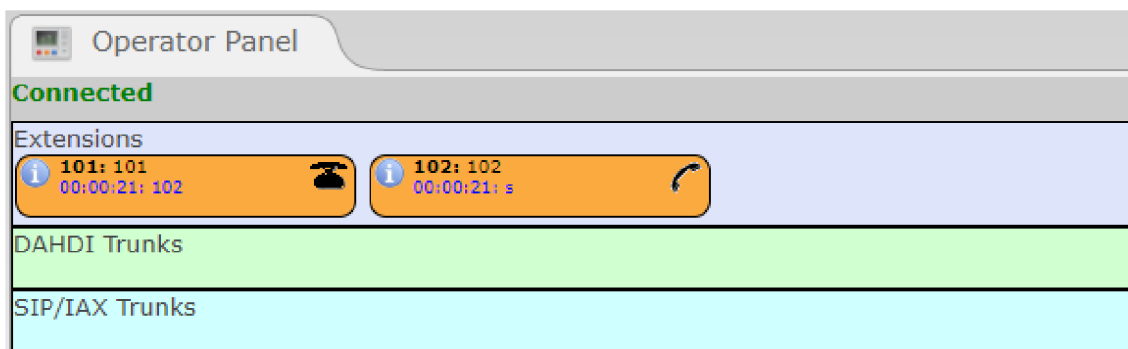 Operator Panel
Connected
Extensions
101: 101
00:00:21: 102
102: 102
00:00:21: s
DAHDI Trunks
SIP/IAX Trunks